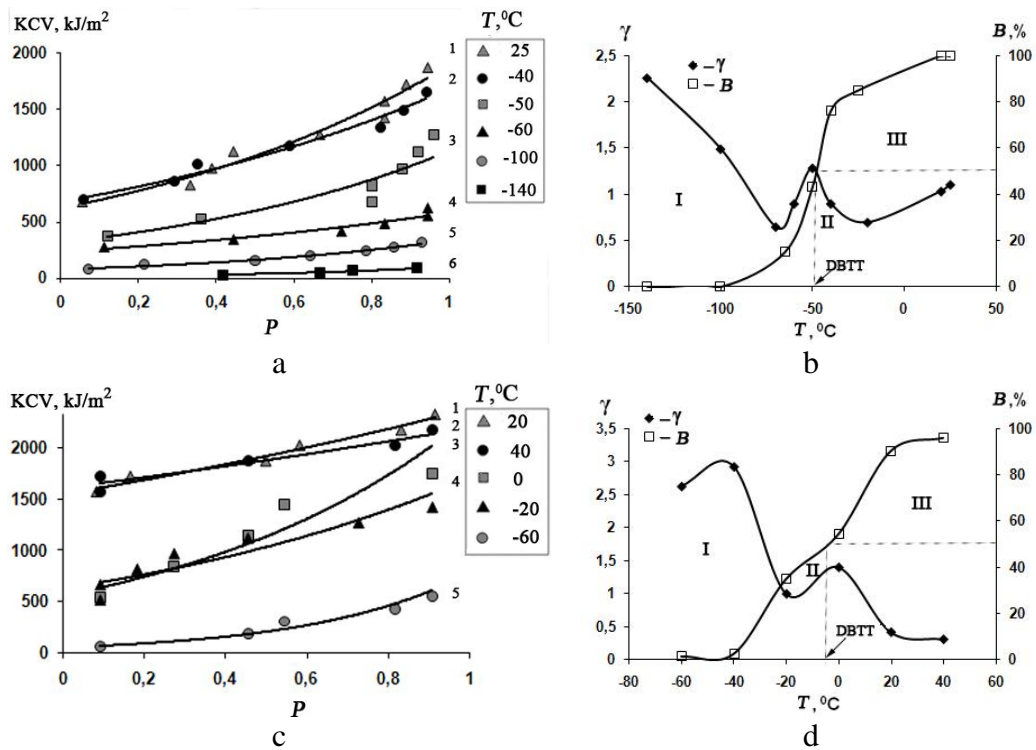 KCV, kJ/m²
T,⁰C
2000
1500
1000
500
0
0
0,2
0,4
0,6
0,8
1
P
1
2
3
4
5
6
25
-40
-50
-60
-100
-140
a
γ
B,%
2,5
2
1,5
1
0,5
0
–γ
–B
100
80
60
40
20
0
I
II
III
DBTT
-150
-100
-50
0
50
T, ⁰C
b
KCV, kJ/m²
T,⁰C
2000
1500
1000
500
0
0
0,2
0,4
0,6
0,8
1
P
1
2
3
4
5
20
40
0
-20
-60
c
γ
B,%
3,5
3
2,5
2
1,5
1
0,5
0
–γ
–B
100
80
60
40
20
0
I
II
III
DBTT
-80
-60
-40
-20
0
20
40
60
T, ⁰C
d